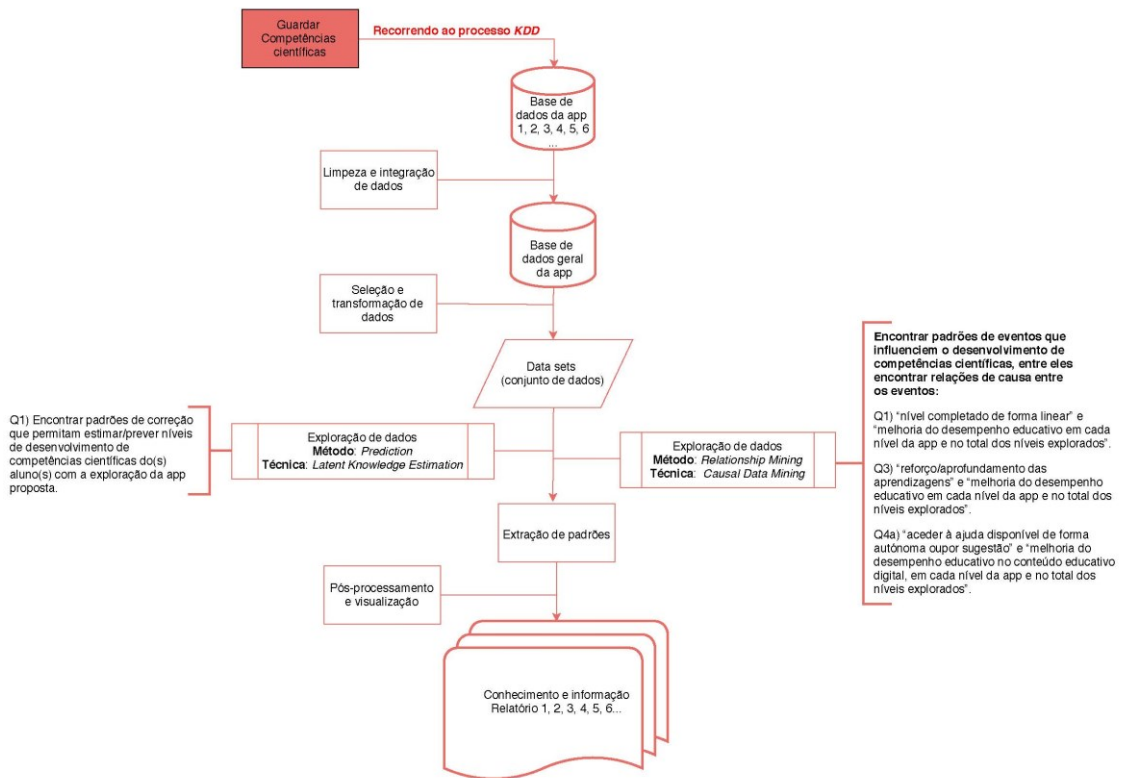 Guardar
Competências
científicas
Recorrendo ao processo KDD
Base de
dados da app
1, 2, 3, 4, 5, 6
...
Limpeza e integração
de dados
Base de
dados geral
da app
Seleção e
transformação de
dados
Data sets
(conjunto de dados)
Q1) Encontrar padrões de correção
que permitam estimar/prever níveis
de desenvolvimento de
competências científicas do(s)
aluno(s) com a exploração da app
proposta.
Exploração de dados
Método: Prediction
Técnica: Latent Knowledge Estimation
Exploração de dados
Método: Relationship Mining
Técnica: Causal Data Mining
Encontrar padrões de eventos que
influenciem o desenvolvimento de
competências científicas, entre eles
encontrar relações de causa entre
os eventos:
Q1) “nível completado de forma linear” e
“melhoria do desempenho educativo em cada
nível da app e no total dos níveis explorados”.
Q3) “reforço/aprofundamento das
aprendizagens” e “melhoria do desempenho
educativo em cada nível da app e no total dos
níveis explorados”.
Q4a) “aceder à ajuda disponível de forma
autónoma oupor sugestão” e “melhoria do
desempenho educativo no conteúdo educativo
digital, em cada nível da app e no total dos
níveis explorados”.
Extração de padrões
Pós-processamento
e visualização
Conhecimento e informação
Relatório 1, 2, 3, 4, 5, 6...